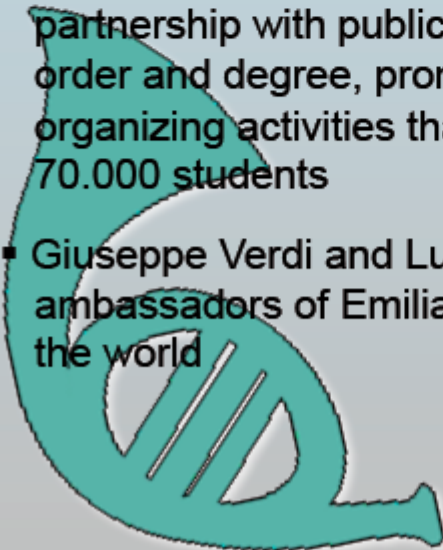 partnership with public
order and degree, pro
organizing activities th
70.000 students
▪ Giuseppe Verdi and Lu
ambassadors of Emilia
the world